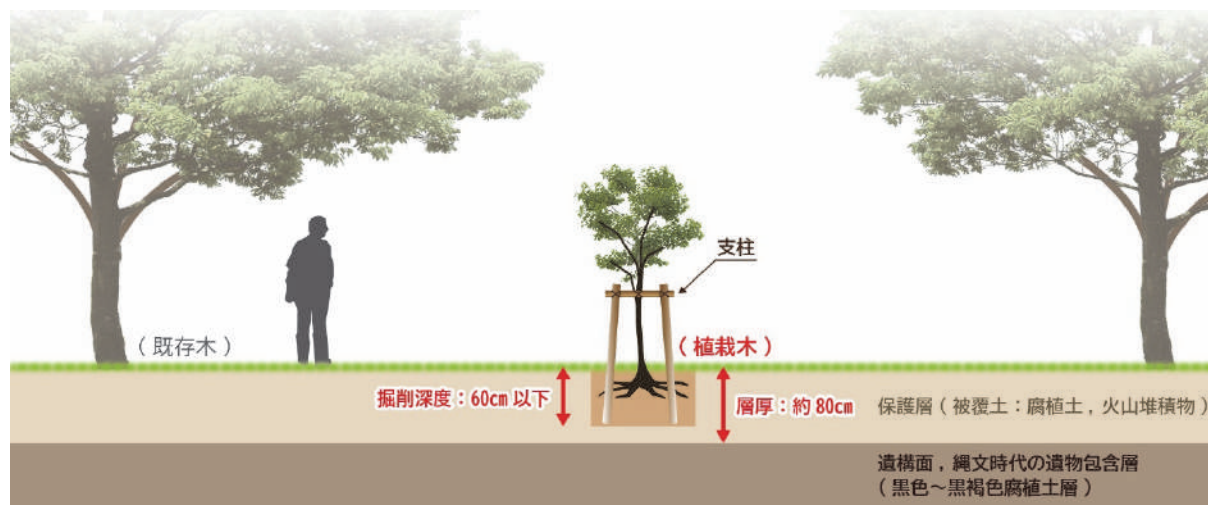 支柱
( 既存木 )
( 植栽木 )
掘削深度：60㎝ 以下
層厚：約 80㎝
保護層 ( 被覆土：腐植土 , 火山堆積物 )
遺構面 , 縄文時代の遺物包含層
( 黒色～黒褐色腐植土層 )